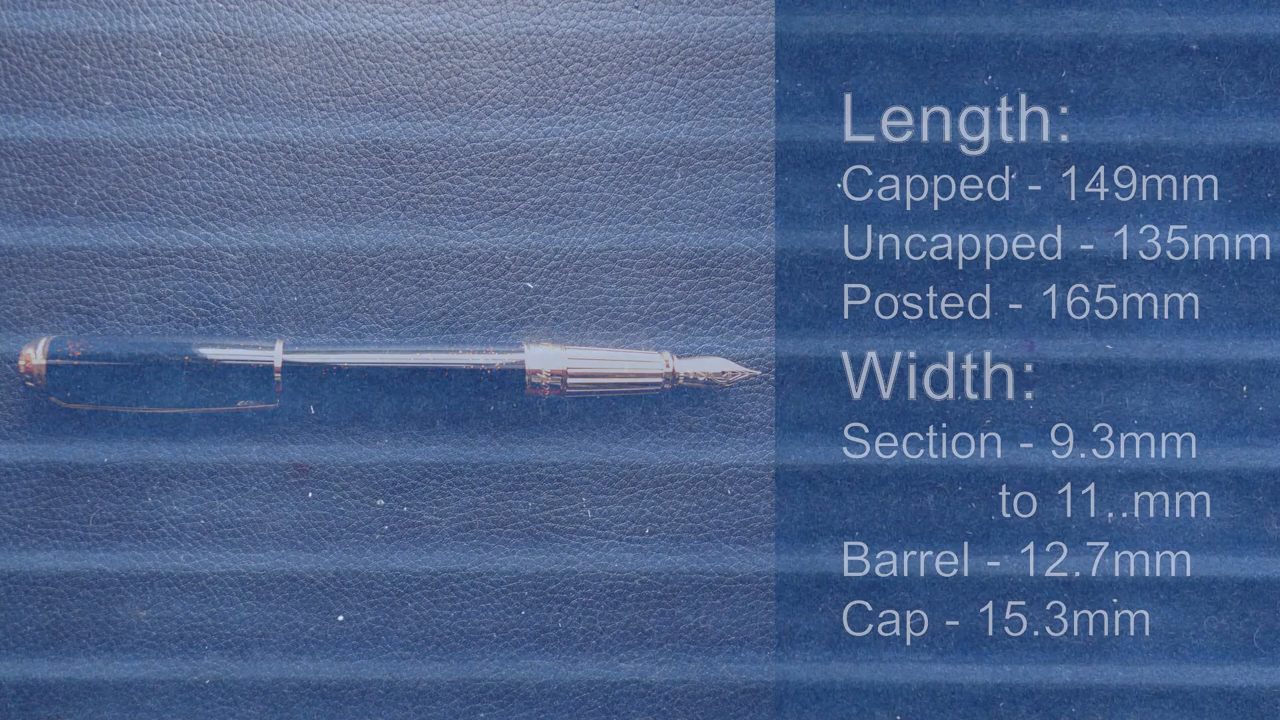 Length:
Capped - 149mm
Uncapped - 135mm
Posted - 165mm
Width:
Section - 9.3mm
to 11..mm
Barrel - 12.7mm
Cap - 15.3mm